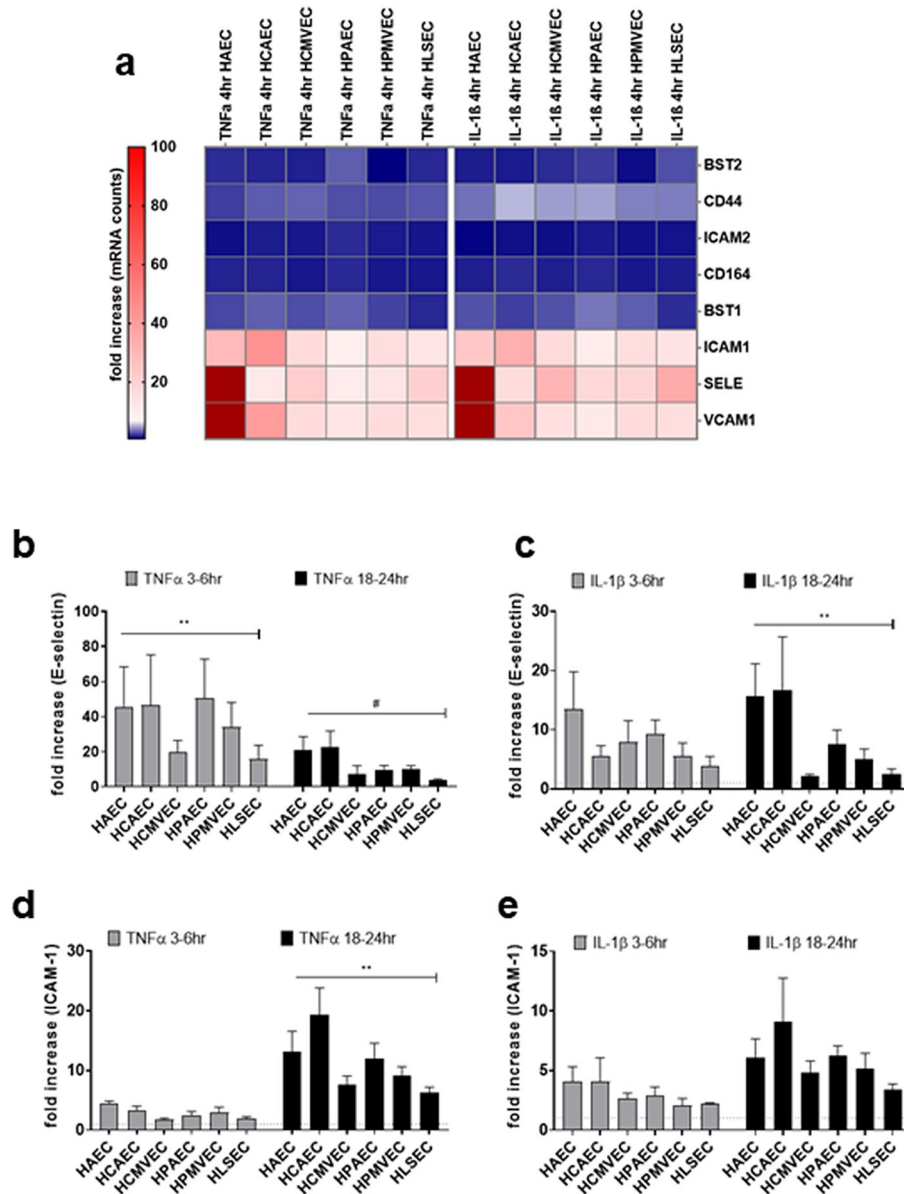 a
TNFa 4hr HAEC
TNFa 4hr HCAEC
TNFa 4hr HCMVEC
TNFa 4hr HPAEC
TNFa 4hr HPMVEC
TNFa 4hr HLSEC
IL-1ß 4hr HAEC
IL-1ß 4hr HCAEC
IL-1ß 4hr HCMVEC
IL-1ß 4hr HPAEC
IL-1ß 4hr HPMVEC
IL-1ß 4hr HLSEC
fold increase (mRNA counts)
100
80
60
40
20
BST2
CD44
ICAM2
CD164
BST1
ICAM1
SELE
VCAM1
b
TNFα 3-6hr TNFα 18-24hr
fold increase (E-selectin)
100
80
60
40
20
0
**
#
HAEC HCAEC HCMVEC HPAEC HPMVEC HLSEC HAEC HCAEC HCMVEC HPAEC HPMVEC HLSEC
c
IL-1β 3-6hr IL-1β 18-24hr
fold increase (E-selectin)
30
20
10
0
**
HAEC HCAEC HCMVEC HPAEC HPMVEC HLSEC HAEC HCAEC HCMVEC HPAEC HPMVEC HLSEC
d
TNFα 3-6hr TNFα 18-24hr
fold increase (ICAM-1)
30
20
10
0
**
HAEC HCAEC HCMVEC HPAEC HPMVEC HLSEC HAEC HCAEC HCMVEC HPAEC HPMVEC HLSEC
e
IL-1β 3-6hr IL-1β 18-24hr
fold increase (ICAM-1)
15
10
5
0
HAEC HCAEC HCMVEC HPAEC HPMVEC HLSEC HAEC HCAEC HCMVEC HPAEC HPMVEC HLSEC